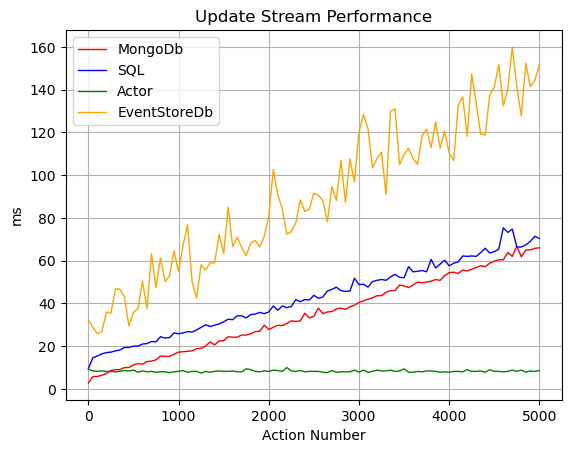 Update Stream Performance
MongoDb
SQL
Actor
EventStoreDb
160
140
120
100
80
60
40
20
0
ms
0 1000 2000 3000 4000 5000
Action Number